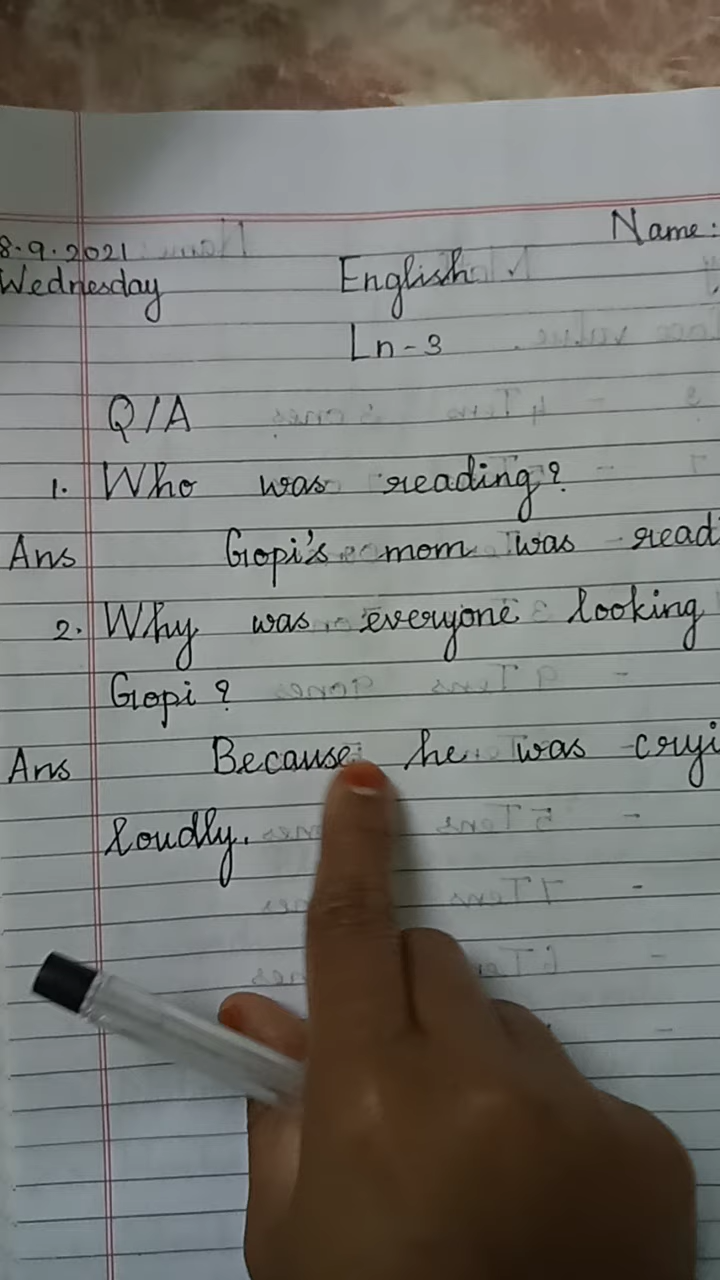 8.9.2021 Name:
Wednesday English
Ln-3
Q/A
1. Who was reading?
Ans Gopi's mom was
2. Why was everyone looking
Gopi?
Ans Because he was
loudly.